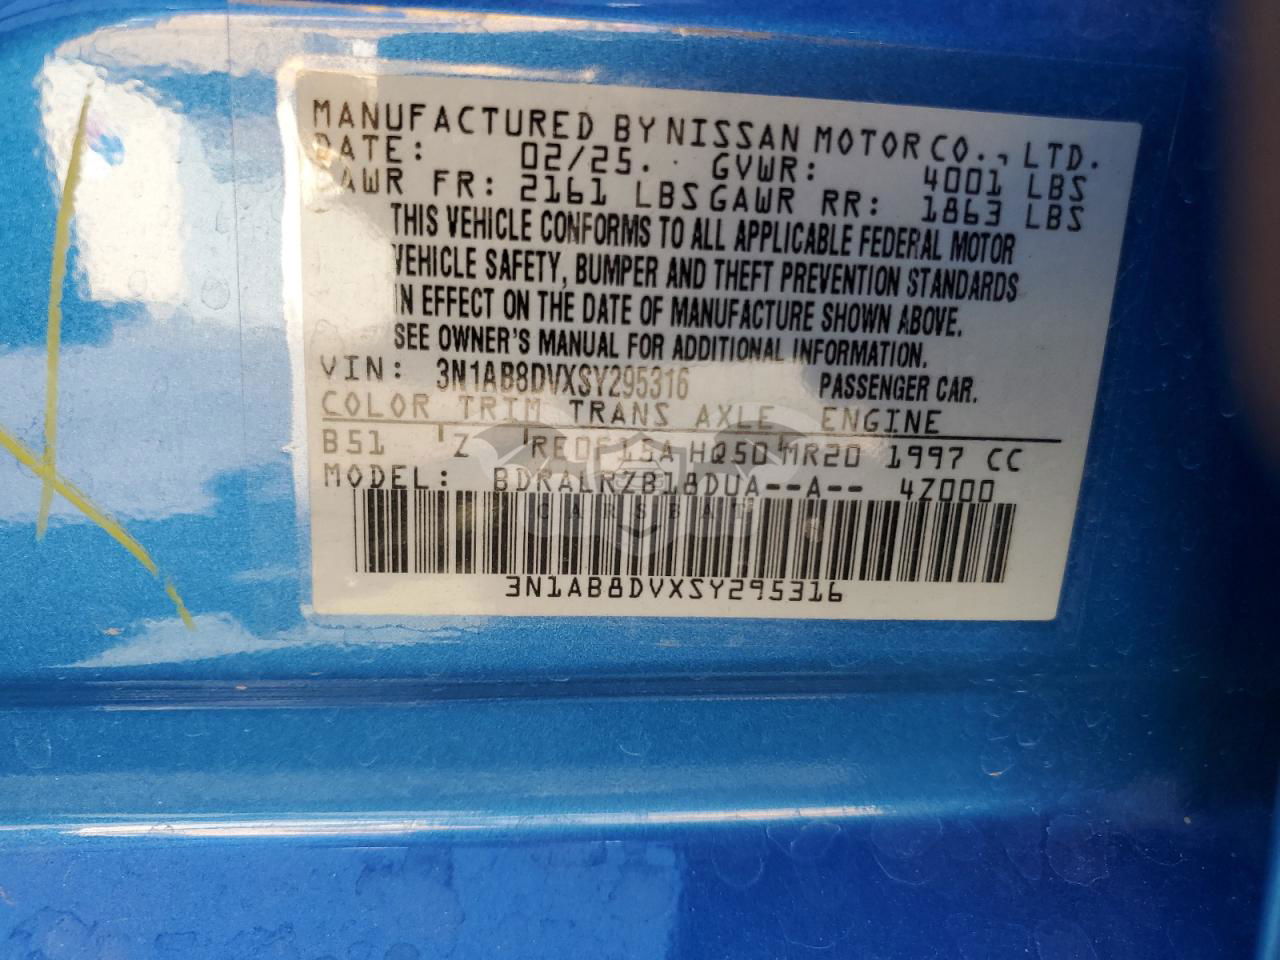 MANUFACTURED BY NISSAN MOTOR CO., LTD.
DATE: 02/25. GVWR: 4001 LBS
GAWR FR: 2161 LBS GAWR RR: 1863 LBS
THIS VEHICLE CONFORMS TO ALL APPLICABLE FEDERAL MOTOR
VEHICLE SAFETY, BUMPER AND THEFT PREVENTION STANDARDS
IN EFFECT ON THE DATE OF MANUFACTURE SHOWN ABOVE.
SEE OWNER'S MANUAL FOR ADDITIONAL INFORMATION.
VIN: 3N1AB8DVXSY295316 PASSENGER CAR.
COLOR TRIM TRANS AXLE ENGINE
B51 'Z 'RE0F15A HQ50'MR20 1997 CC
MODEL: BDRALRZB18DUA--A-- 4Z000
CARSBAT
3N1AB8DVXSY295316